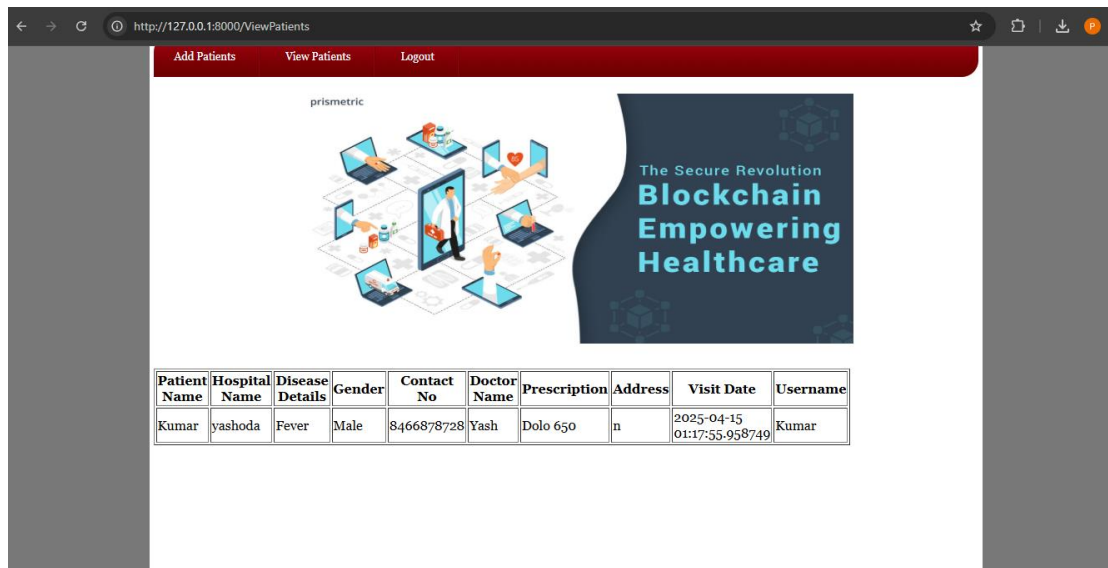 http://127.0.0.1:8000/ViewPatients
P
Add Patients View Patients Logout
prismetric
The Secure Revolution
Blockchain
Empowering
Healthcare
Patient Name Hospital Name Disease Details Gender Contact No Doctor Name Prescription Address Visit Date Username
Kumar yashoda Fever Male 8466878728 Yash Dolo 650 n 2025-04-15 01:17:55.958749 Kumar